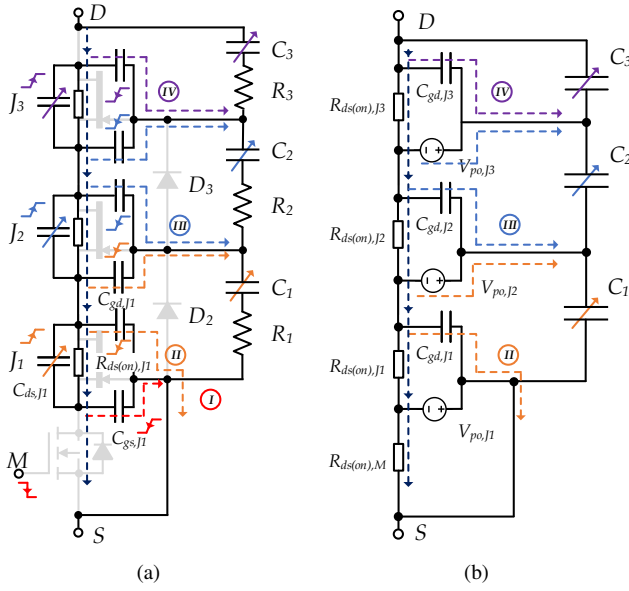 D
D
C3
R3
IV
J3
C2
R2
D3
III
J2
Cgd,J1
C1
R1
D2
II
J1
Rds(on),J1
Cds,J1
I
Cgs,J1
M
S
(a)
C3
Cgd,J3
Rds(on),J3
IV
Vpo,J3
C2
Cgd,J2
III
Rds(on),J2
Vpo,J2
C1
Cgd,J1
II
Rds(on),J1
Vpo,J1
Rds(on),M
S
(b)